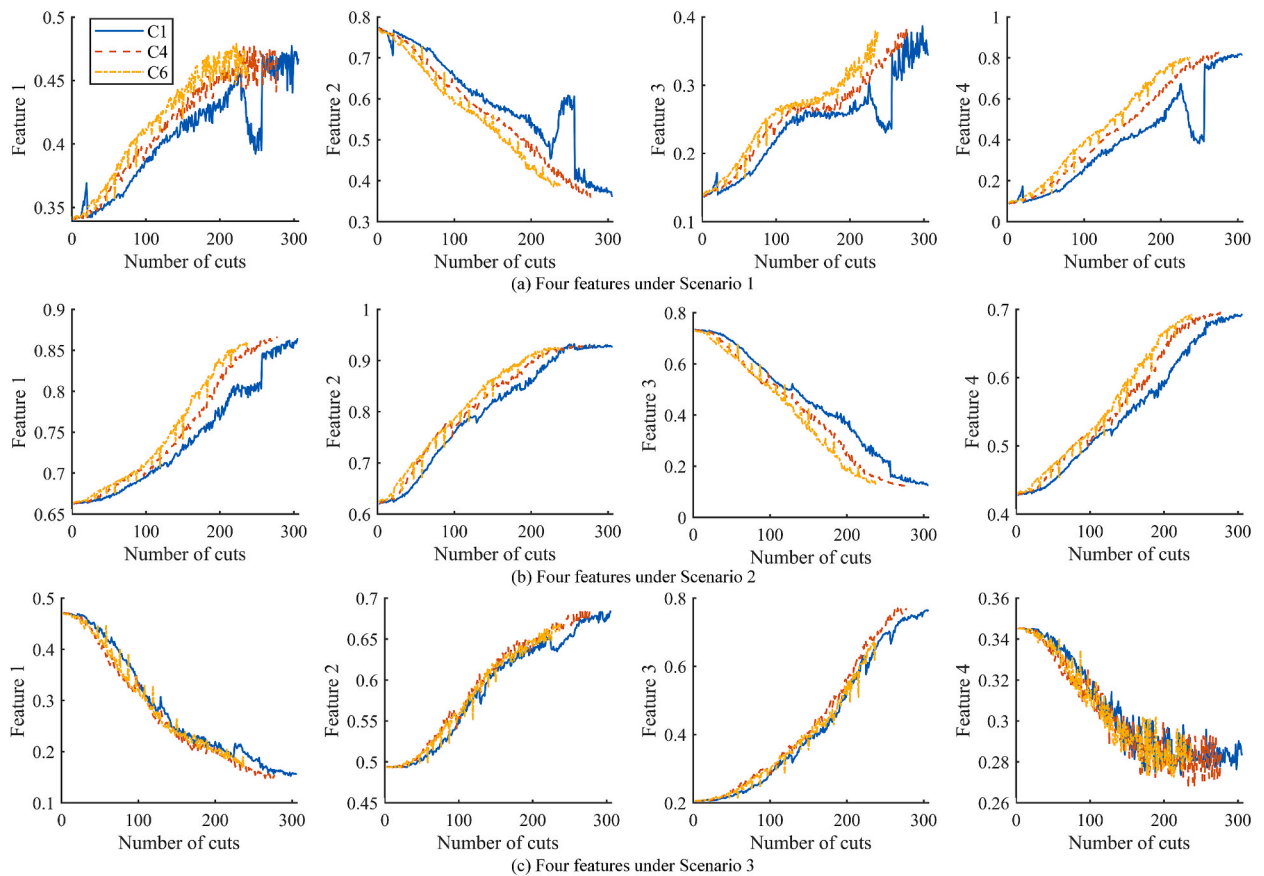 C1
C4
C6
Feature 1
0.5
0.45
0.4
0.35
0 100 200 300
Number of cuts
Feature 2
0.8
0.7
0.6
0.5
0.4
0.3
0 100 200 300
Number of cuts
Feature 3
0.4
0.3
0.2
0.1
0 100 200 300
Number of cuts
Feature 4
1
0.8
0.6
0.4
0.2
0
0 100 200 300
Number of cuts
(a) Four features under Scenario 1
Feature 1
0.9
0.85
0.8
0.75
0.7
0.65
0 100 200 300
Number of cuts
Feature 2
1
0.9
0.8
0.7
0.6
0 100 200 300
Number of cuts
Feature 3
0.8
0.6
0.4
0.2
0
0 100 200 300
Number of cuts
Feature 4
0.7
0.6
0.5
0.4
0 100 200 300
Number of cuts
(b) Four features under Scenario 2
Feature 1
0.5
0.4
0.3
0.2
0.1
0 100 200 300
Number of cuts
Feature 2
0.7
0.65
0.6
0.55
0.5
0.45
0 100 200 300
Number of cuts
Feature 3
0.8
0.6
0.4
0.2
0 100 200 300
Number of cuts
Feature 4
0.36
0.34
0.32
0.3
0.28
0.26
0 100 200 300
Number of cuts
(c) Four features under Scenario 3